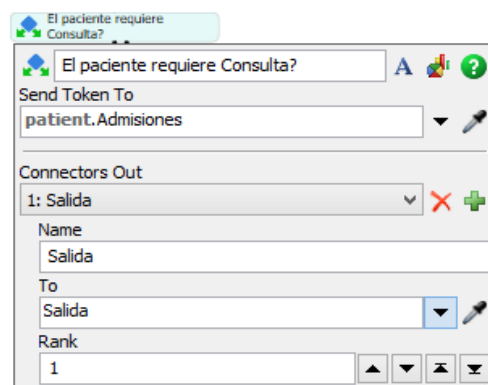 El paciente requiere
Consulta?
El paciente requiere Consulta?
A
Send Token To
patient.Admisiones
Connectors Out
1: Salida
Name
Salida
To
Salida
Rank
1